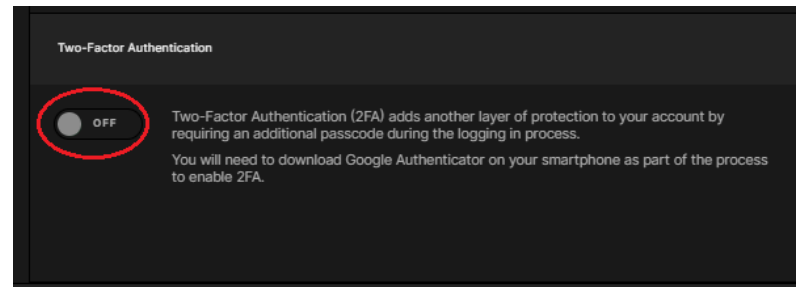 Two-Factor Authentication
OFF
Two-Factor Authentication (2FA) adds another layer of protection to your account by
requiring an additional passcode during the logging in process.
You will need to download Google Authenticator on your smartphone as part of the process
to enable 2FA.